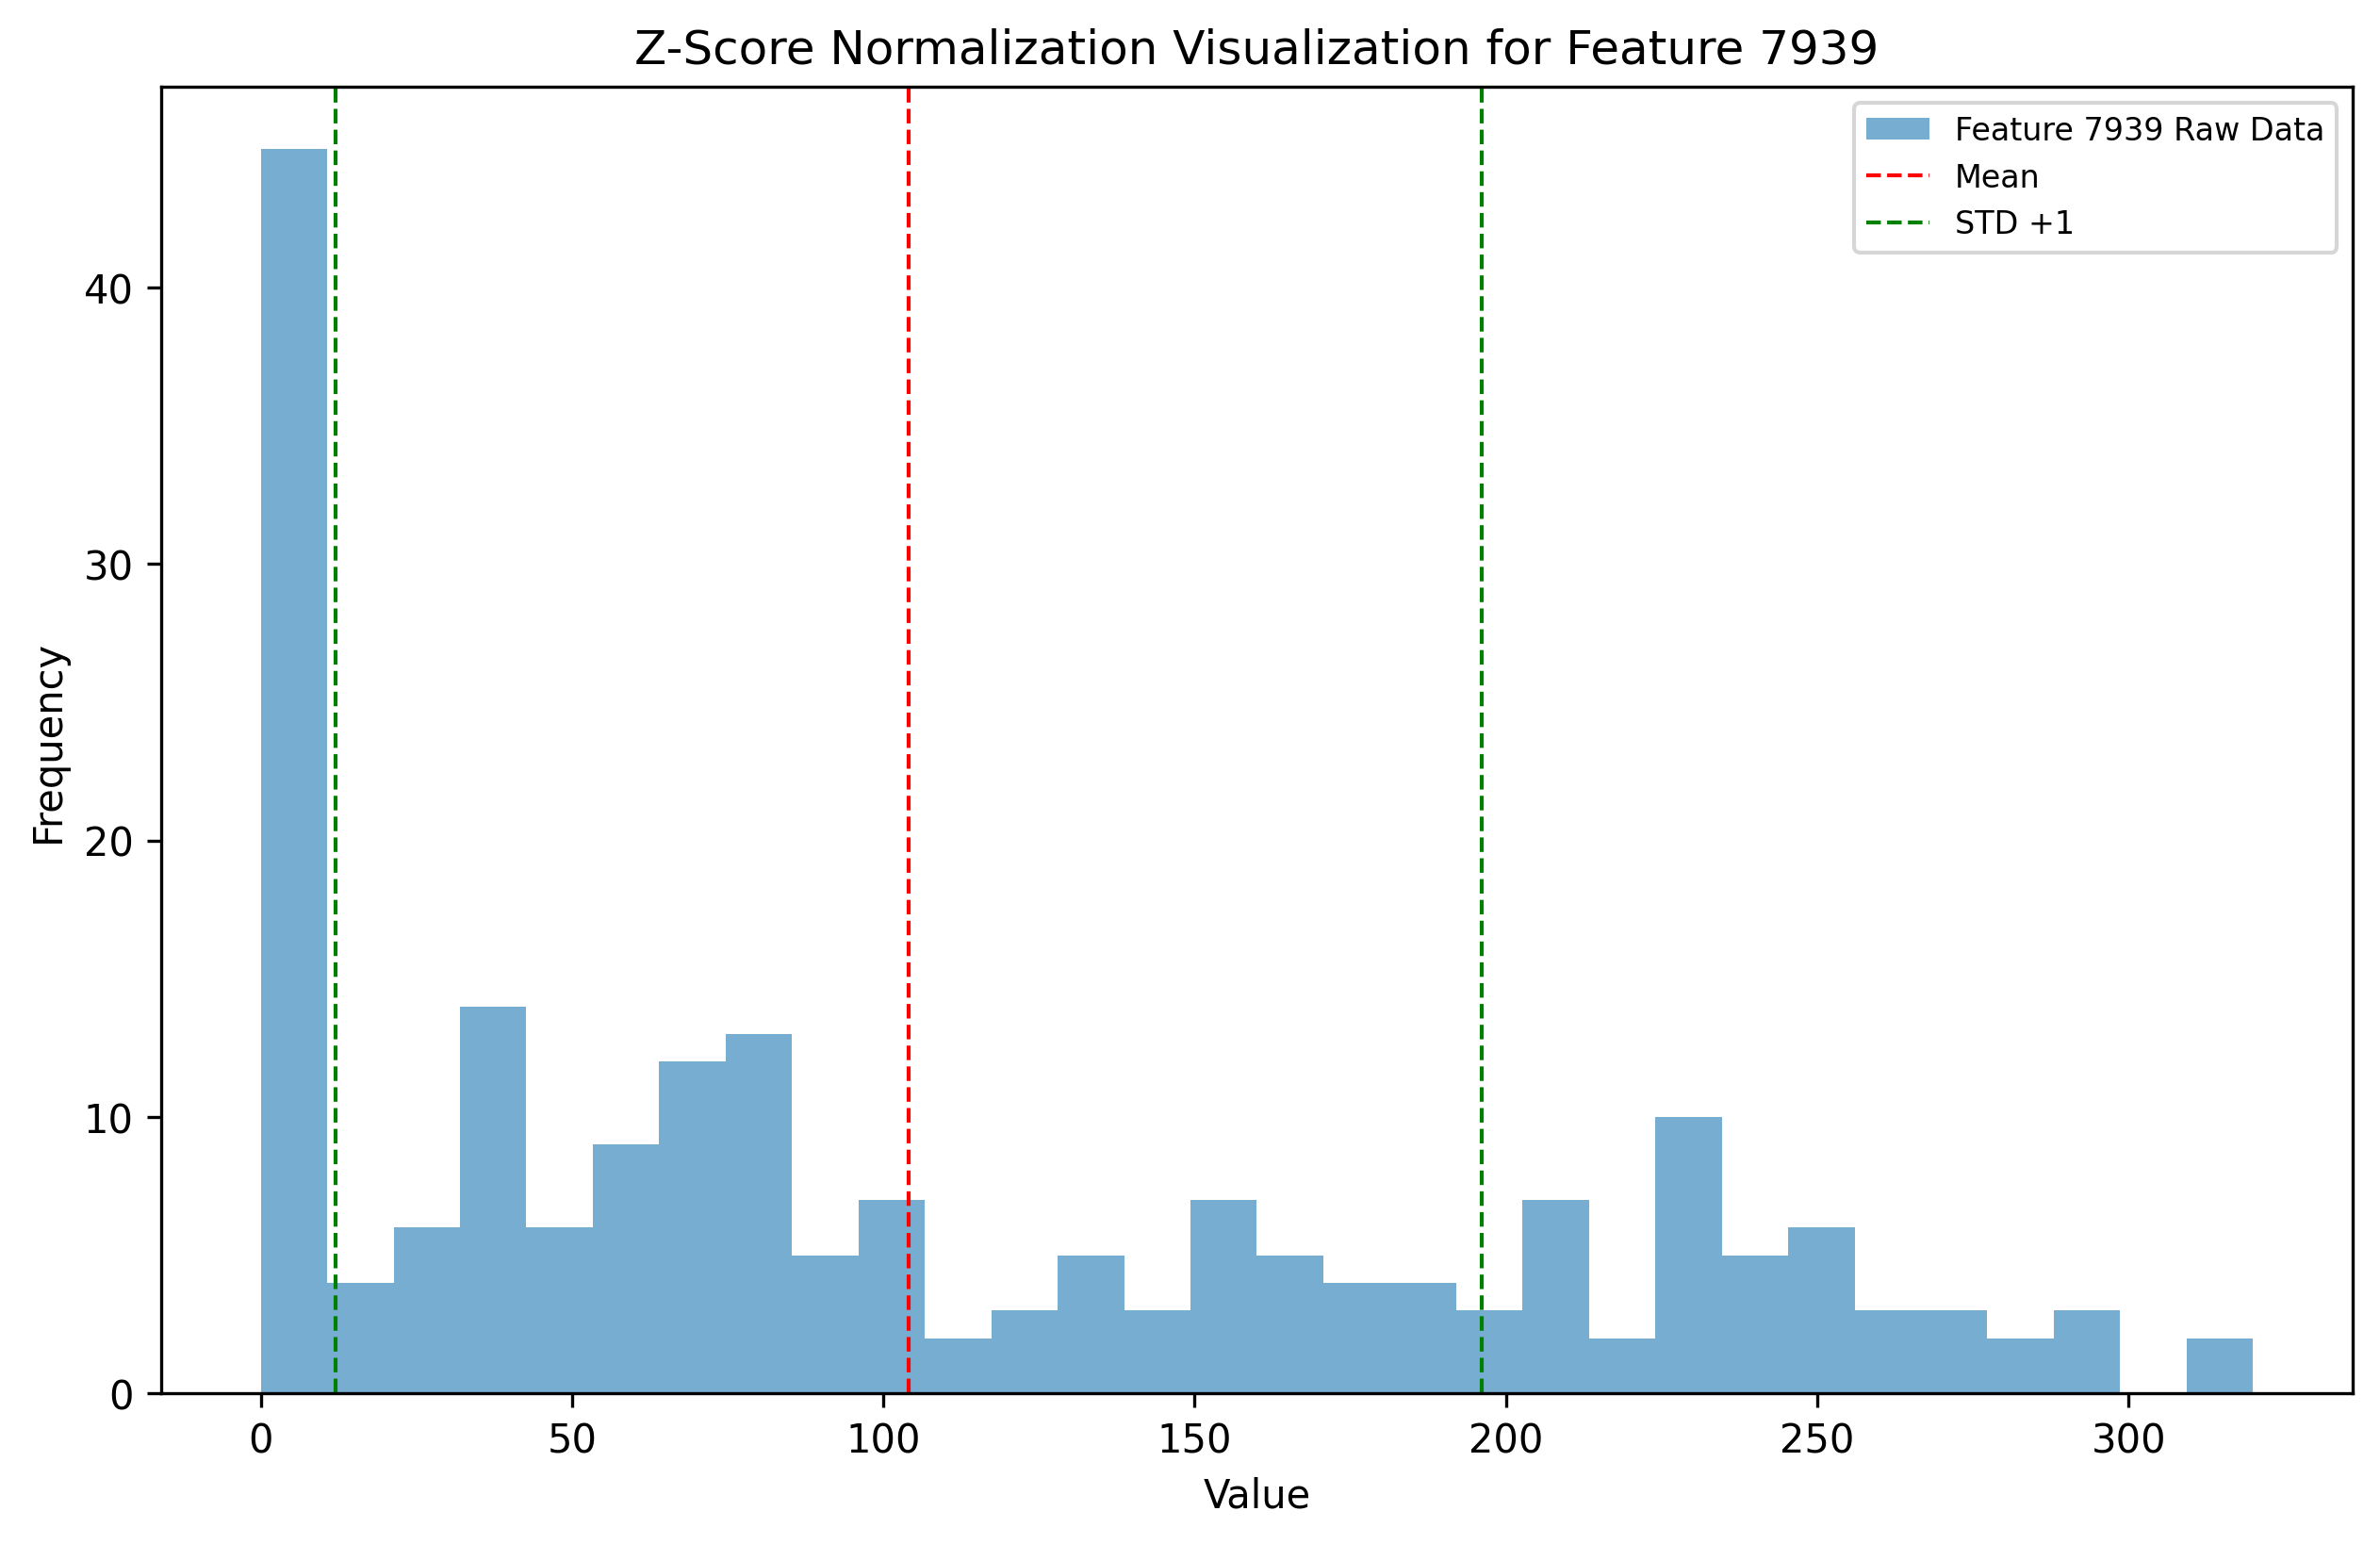 Z-Score Normalization Visualization for Feature 7939
Feature 7939 Raw Data
Mean
STD +1
Frequency
40
30
20
10
0
0 50 100 150 200 250 300
Value